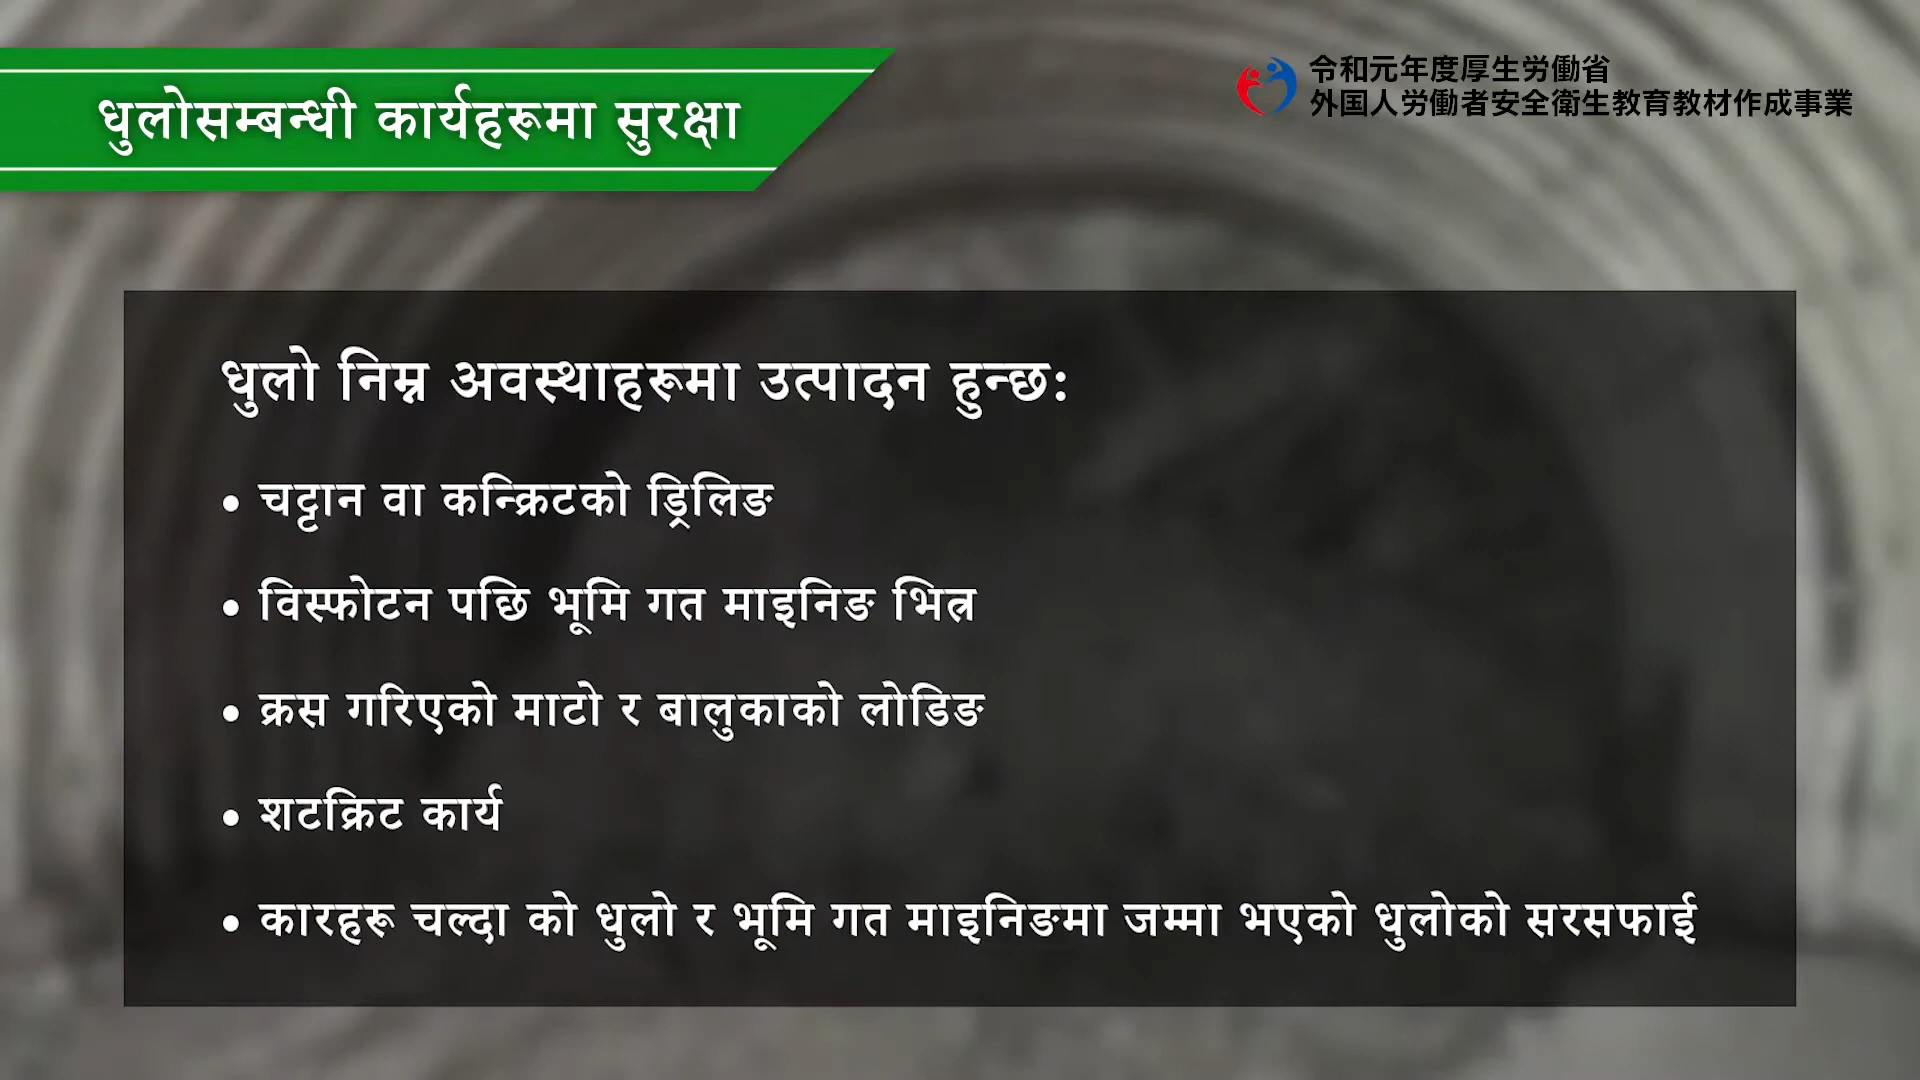 धुलोसम्बन्धी कार्यहरूमा सुरक्षा
令和元年度厚生労働省
外国人労働者安全衛生教育教材作成事業
धुलो निम्न अवस्थाहरूमा उत्पादन हुन्छ:
• चट्टान वा कन्क्रिटको ड्रिलिङ
• विस्फोटन पछि भूमि गत माइनिङ भित्र
• क्रस गरिएको माटो र बालुकाको लोडिङ
• शटक्रिट कार्य
• कारहरू चल्दा को धुलो र भूमि गत माइनिङमा जम्मा भएको धुलोको सरसफाई